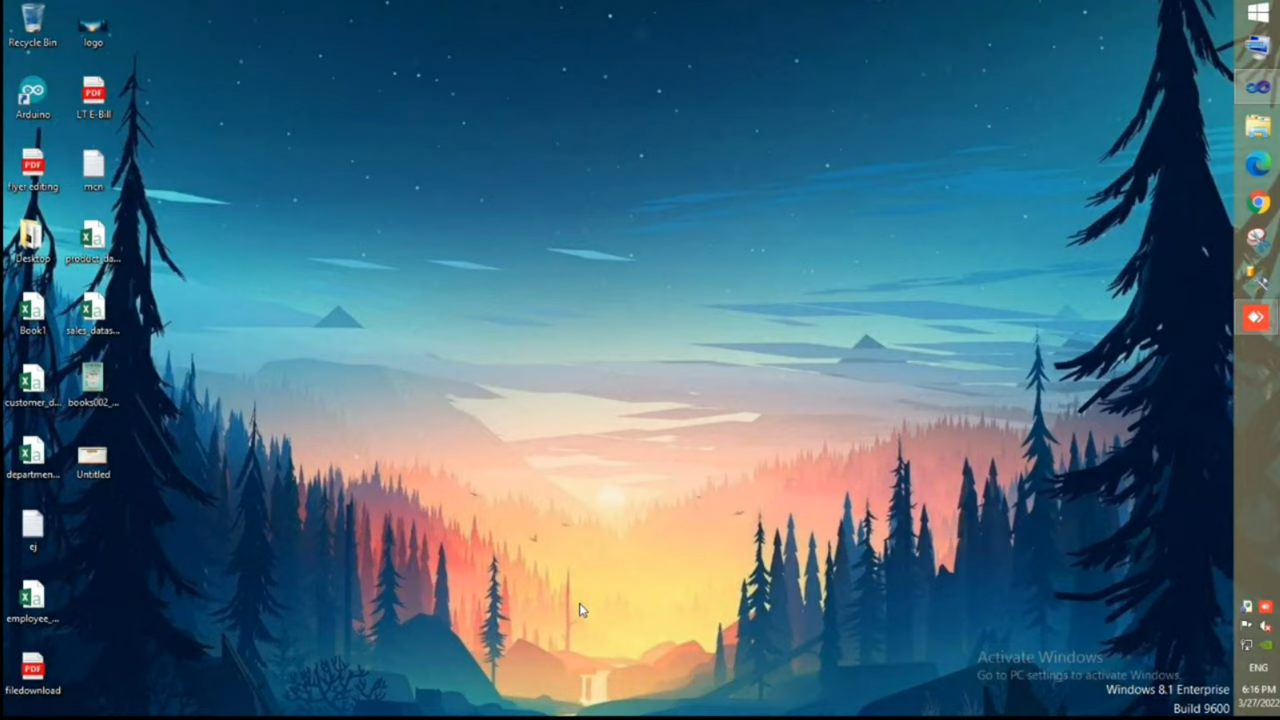 Recycle Bin
logo
Arduino
LT E-Bill
PDF
flyer editing
mcn
PDF
Desktop
product_da...
Book1
sales_datas...
customer_d...
books002_...
departmen...
Untitled
ej
employee_...
PDF
filedownload
Activate Windows
Go to PC settings to activate Windows.
Windows 8.1 Enterprise
Build 9600
ENG
6:16 PM
3/27/2022